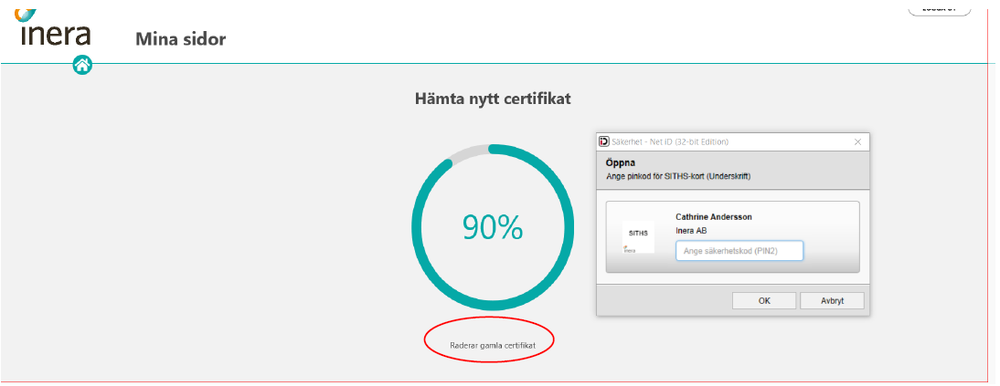 inera
Mina sidor
Hämta nytt certifikat
90%
Raderar gamla certifikat
Säkerhet - Net iD (32-bit Edition)
Öppna
Ange pinkod för SITHS-kort (Underskrift)
SITHS
inera
Cathrine Andersson
Inera AB
Ange säkerhetskod (PIN2)
OK
Avbryt